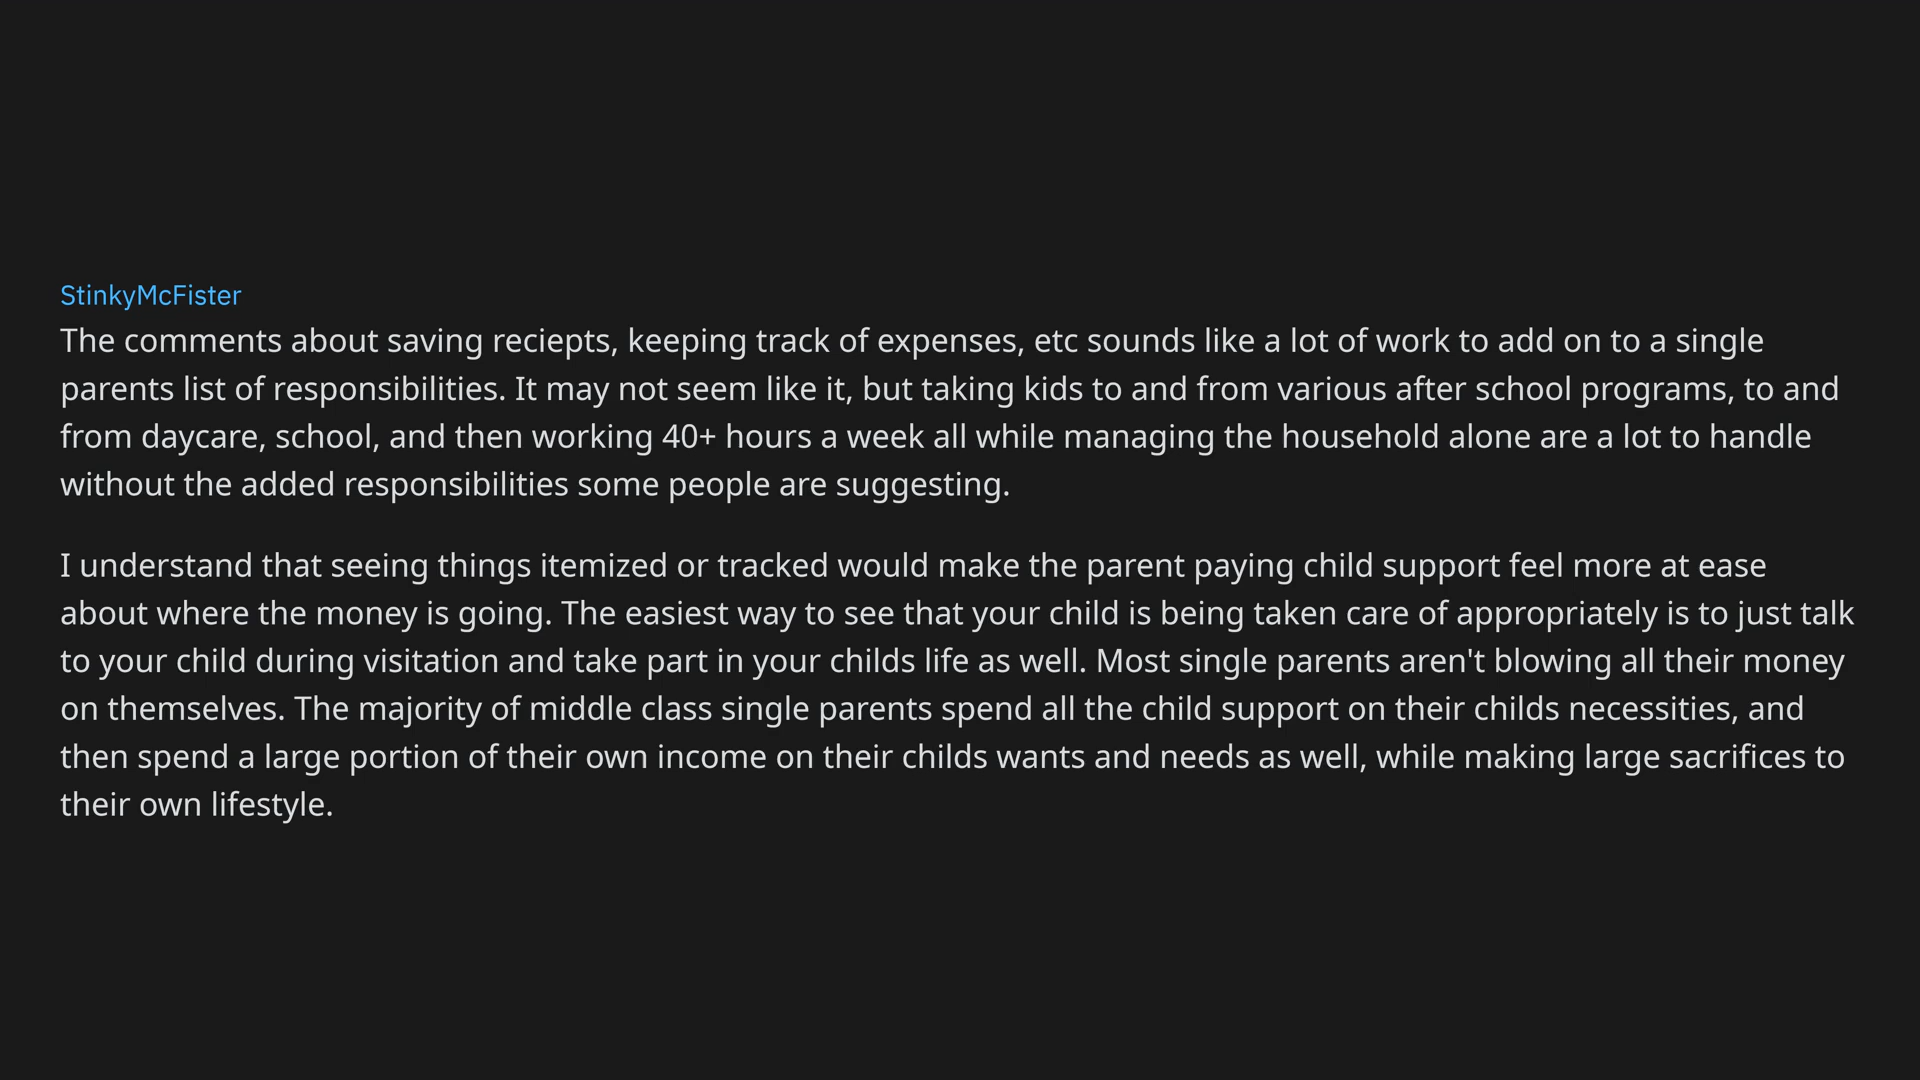 StinkyMcFister
The comments about saving reciepts, keeping track of expenses, etc sounds like a lot of work to add on to a single
parents list of responsibilities. It may not seem like it, but taking kids to and from various after school programs, to and
from daycare, school, and then working 40+ hours a week all while managing the household alone are a lot to handle
without the added responsibilities some people are suggesting.
I understand that seeing things itemized or tracked would make the parent paying child support feel more at ease
about where the money is going. The easiest way to see that your child is being taken care of appropriately is to just talk
to your child during visitation and take part in your childs life as well. Most single parents aren't blowing all their money
on themselves. The majority of middle class single parents spend all the child support on their childs necessities, and
then spend a large portion of their own income on their childs wants and needs as well, while making large sacrifices to
their own lifestyle.